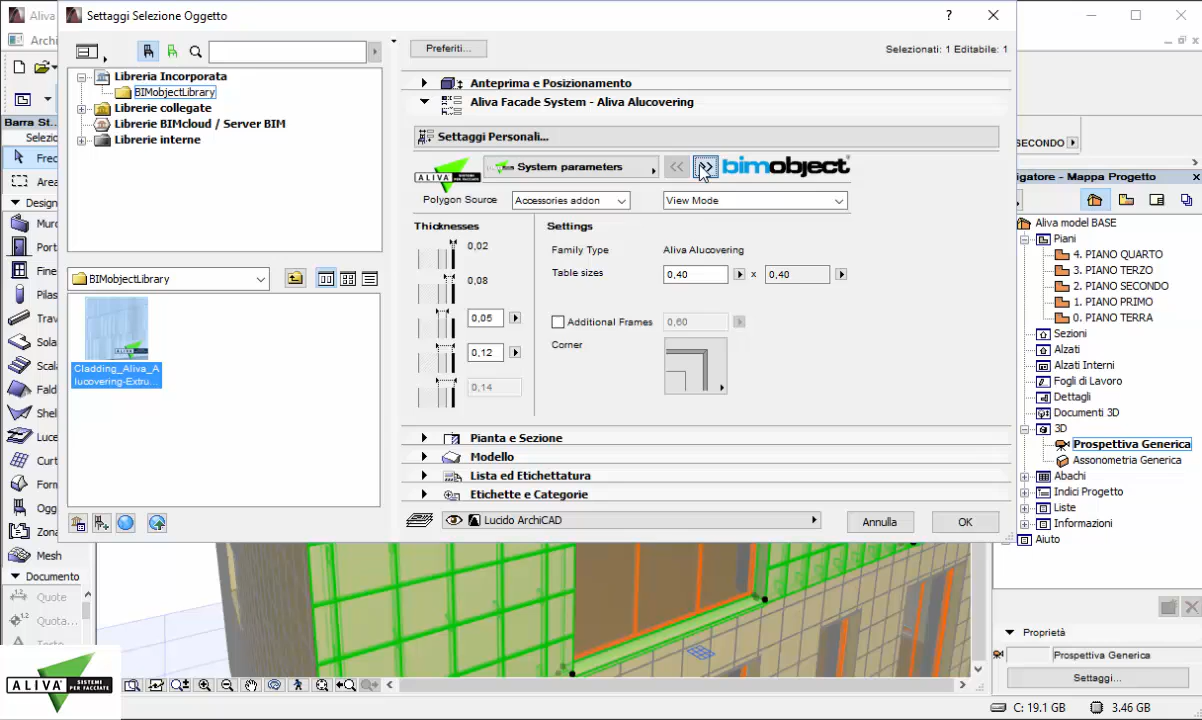 Aliva
Settaggi Selezione Oggetto
?
Archi
Preferiti...
Selezionati: 1 Editabile: 1
Libreria Incorporata
BIMobjectLibrary
Librerie collegate
Librerie BIMcloud / Server BIM
Librerie interne
Anteprima e Posizionamento
Aliva Facade System - Aliva Alucovering
Settaggi Personali...
ALIVA
System parameters
<<
>>
bimobject
Polygon Source
Accessories addon
View Mode
Thicknesses
0,02
0,08
0,05
0,12
0,14
Settings
Family Type
Aliva Alucovering
Table sizes
0,40
x
0,40
Additional Frames
0,60
Corner
BIMobjectLibrary
Cladding_Aliva_A
lucovering-Extru...
Pianta e Sezione
Modello
Lista ed Etichettatura
Etichette e Categorie
Lucido ArchiCAD
Annulla
OK
Barra St...
Selezio
Frec
Area
Design
Muro
Port
Fine
Pilas
Trav
Sola
Scal
Fald
Shel
Luce
Curt
Form
Ogg
Zona
Mesh
Documento
Quote
Quota...
SECONDO
igatore - Mappa Progetto
Aliva model BASE
Piani
4. PIANO QUARTO
3. PIANO TERZO
2. PIANO SECONDO
1. PIANO PRIMO
0. PIANO TERRA
Sezioni
Alzati
Alzati Interni
Fogli di Lavoro
Dettagli
Documenti 3D
3D
Prospettiva Generica
Assonometria Generica
Abachi
Indici Progetto
Liste
Informazioni
Aiuto
Proprietà
Prospettiva Generica
Settaggi...
C: 19.1 GB
3.46 GB
ALIVA SISTEMI PER FACCIATE